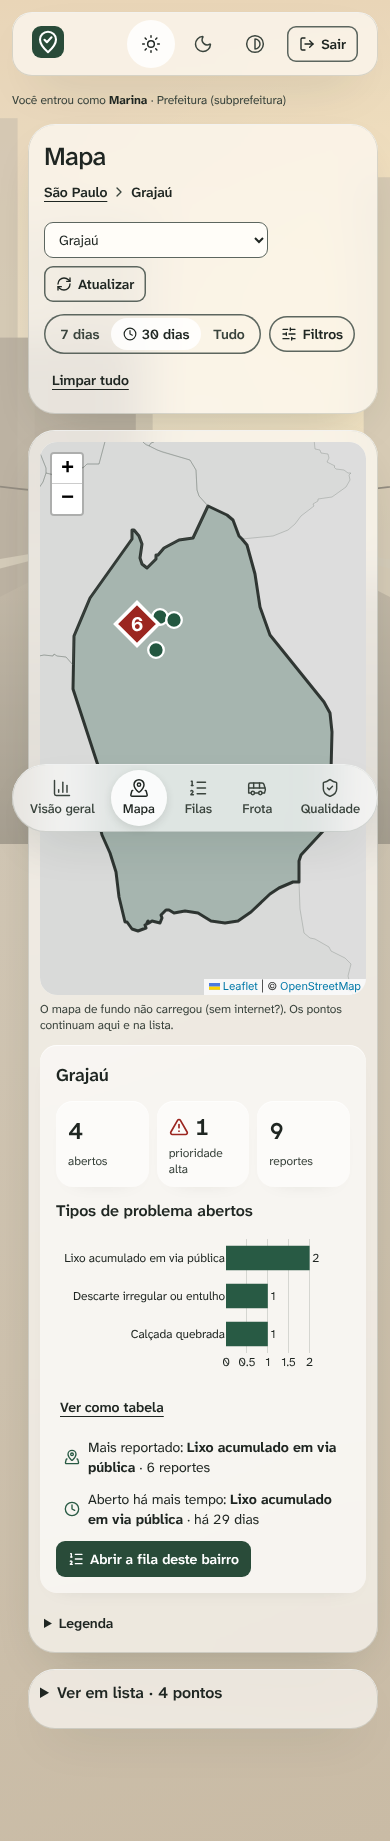 Sair
Você entrou como Marina · Prefeitura (subprefeitura)
Mapa
São Paulo > Grajaú
Grajaú
Atualizar
7 dias 30 dias Tudo Filtros
Limpar tudo
+
−
6
Visão geral Mapa Filas Frota Qualidade
Leaflet | © OpenStreetMap
O mapa de fundo não carregou (sem internet?). Os pontos
continuam aqui e na lista.
Grajaú
4 1 9
abertos prioridade alta reportes
Tipos de problema abertos
Lixo acumulado em via pública 2
Descarte irregular ou entulho 1
Calçada quebrada 1
0 0.5 1 1.5 2
Ver como tabela
Mais reportado: Lixo acumulado em via
pública · 6 reportes
Aberto há mais tempo: Lixo acumulado
em via pública · há 29 dias
Abrir a fila deste bairro
Legenda
Ver em lista · 4 pontos